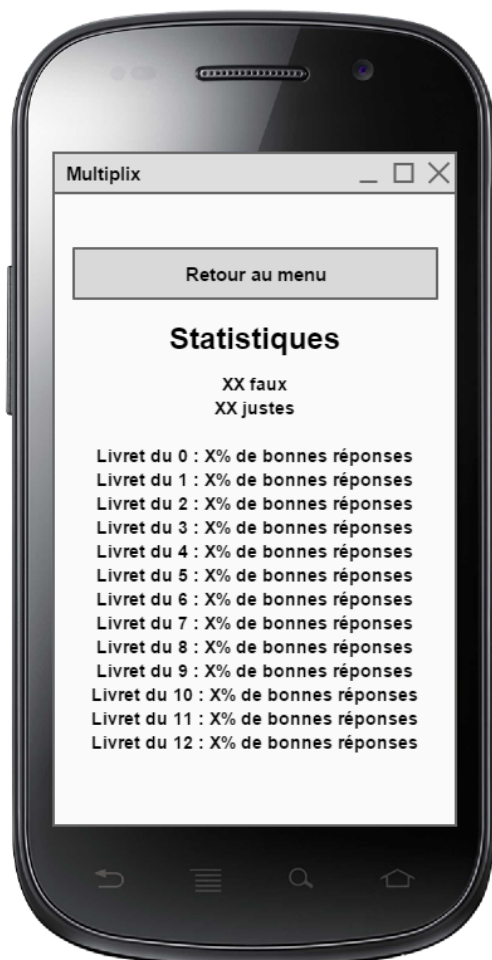 Multiplix
Retour au menu
Statistiques
XX faux
XX justes
Livret du 0 : X% de bonnes réponses
Livret du 1 : X% de bonnes réponses
Livret du 2 : X% de bonnes réponses
Livret du 3 : X% de bonnes réponses
Livret du 4 : X% de bonnes réponses
Livret du 5 : X% de bonnes réponses
Livret du 6 : X% de bonnes réponses
Livret du 7 : X% de bonnes réponses
Livret du 8 : X% de bonnes réponses
Livret du 9 : X% de bonnes réponses
Livret du 10 : X% de bonnes réponses
Livret du 11 : X% de bonnes réponses
Livret du 12 : X% de bonnes réponses